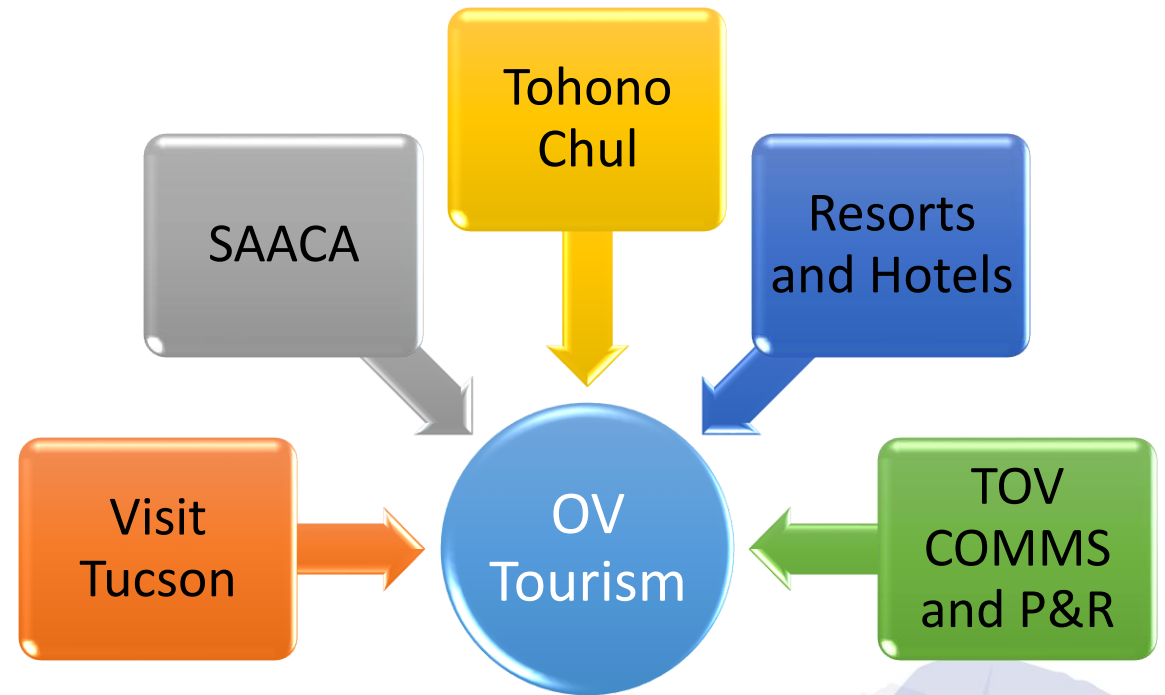 Tohono
Chul
SAACA
Resorts
and Hotels
Visit
Tucson
OV
Tourism
TOV
COMMS
and P&R